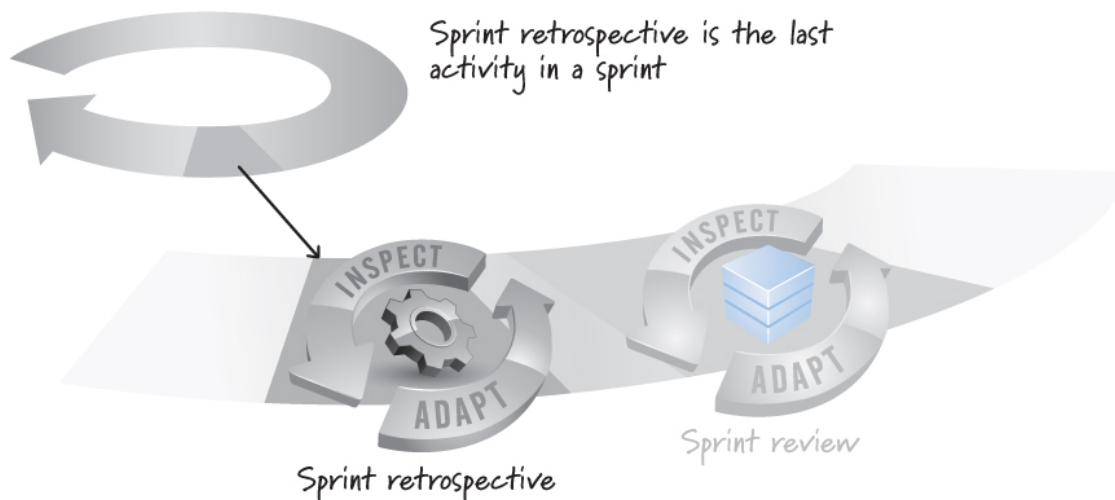 Sprint retrospective is the last
activity in a sprint
INSPECT
ADAPT
Sprint retrospective
INSPECT
ADAPT
Sprint review